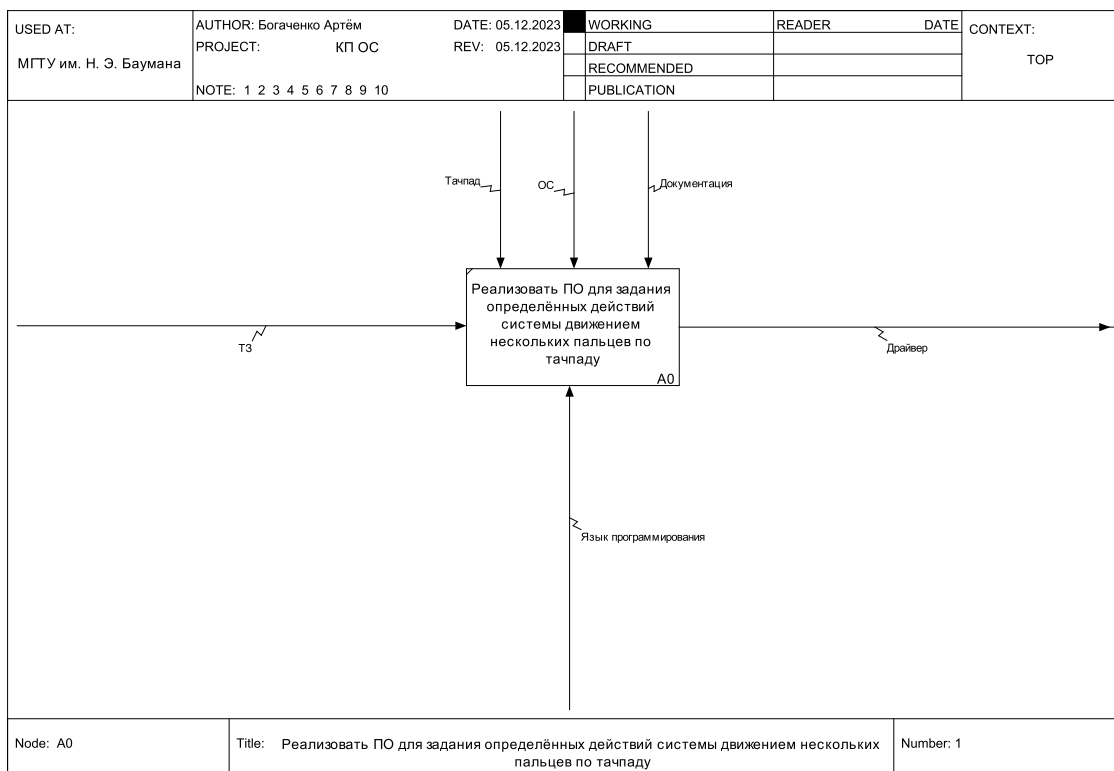 USED AT:
МГТУ им. Н. Э. Баумана
AUTHOR: Богаченко Артём
DATE: 05.12.2023
PROJECT: КП ОС
REV: 05.12.2023
NOTE: 1 2 3 4 5 6 7 8 9 10
WORKING
DRAFT
RECOMMENDED
PUBLICATION
READER DATE
CONTEXT:
TOP
Тачпад
ОС
Документация
Реализовать ПО для задания
определённых действий
системы движением
нескольких пальцев по
тачпаду
A0
ТЗ
Драйвер
Язык программирования
Node: A0
Title: Реализовать ПО для задания определённых действий системы движением нескольких
пальцев по тачпаду
Number: 1